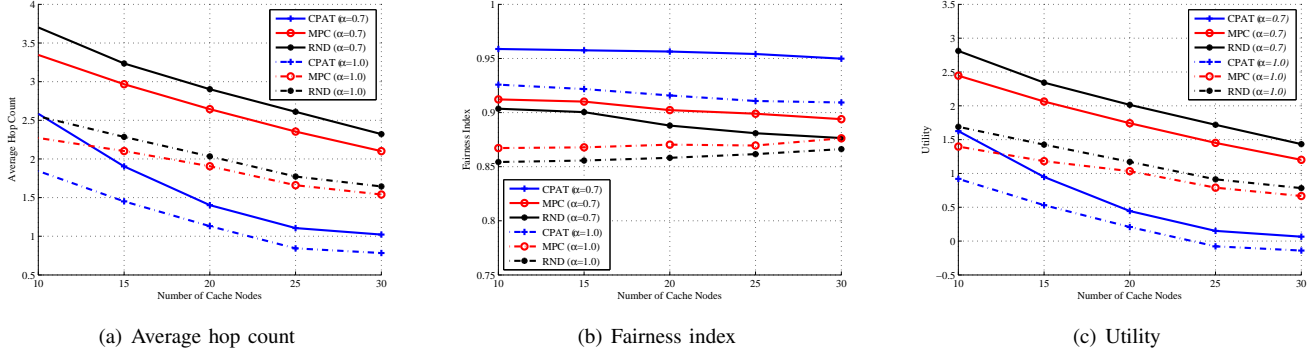 4
3.5
3
2.5
2
1.5
1
0.5
10
15
20
25
30
Average Hop Count
Number of Cache Nodes
CPAT (α=0.7)
MPC (α=0.7)
RND (α=0.7)
CPAT (α=1.0)
MPC (α=1.0)
RND (α=1.0)
(a) Average hop count
1
0.95
0.9
0.85
0.8
0.75
10
15
20
25
30
Fairness Index
Number of Cache Nodes
CPAT (α=0.7)
MPC (α=0.7)
RND (α=0.7)
CPAT (α=1.0)
MPC (α=1.0)
RND (α=1.0)
(b) Fairness index
3.5
3
2.5
2
1.5
1
0.5
0
−0.5
10
15
20
25
30
Utility
Number of Cache Nodes
CPAT (α=0.7)
MPC (α=0.7)
RND (α=0.7)
CPAT (α=1.0)
MPC (α=1.0)
RND (α=1.0)
(c) Utility